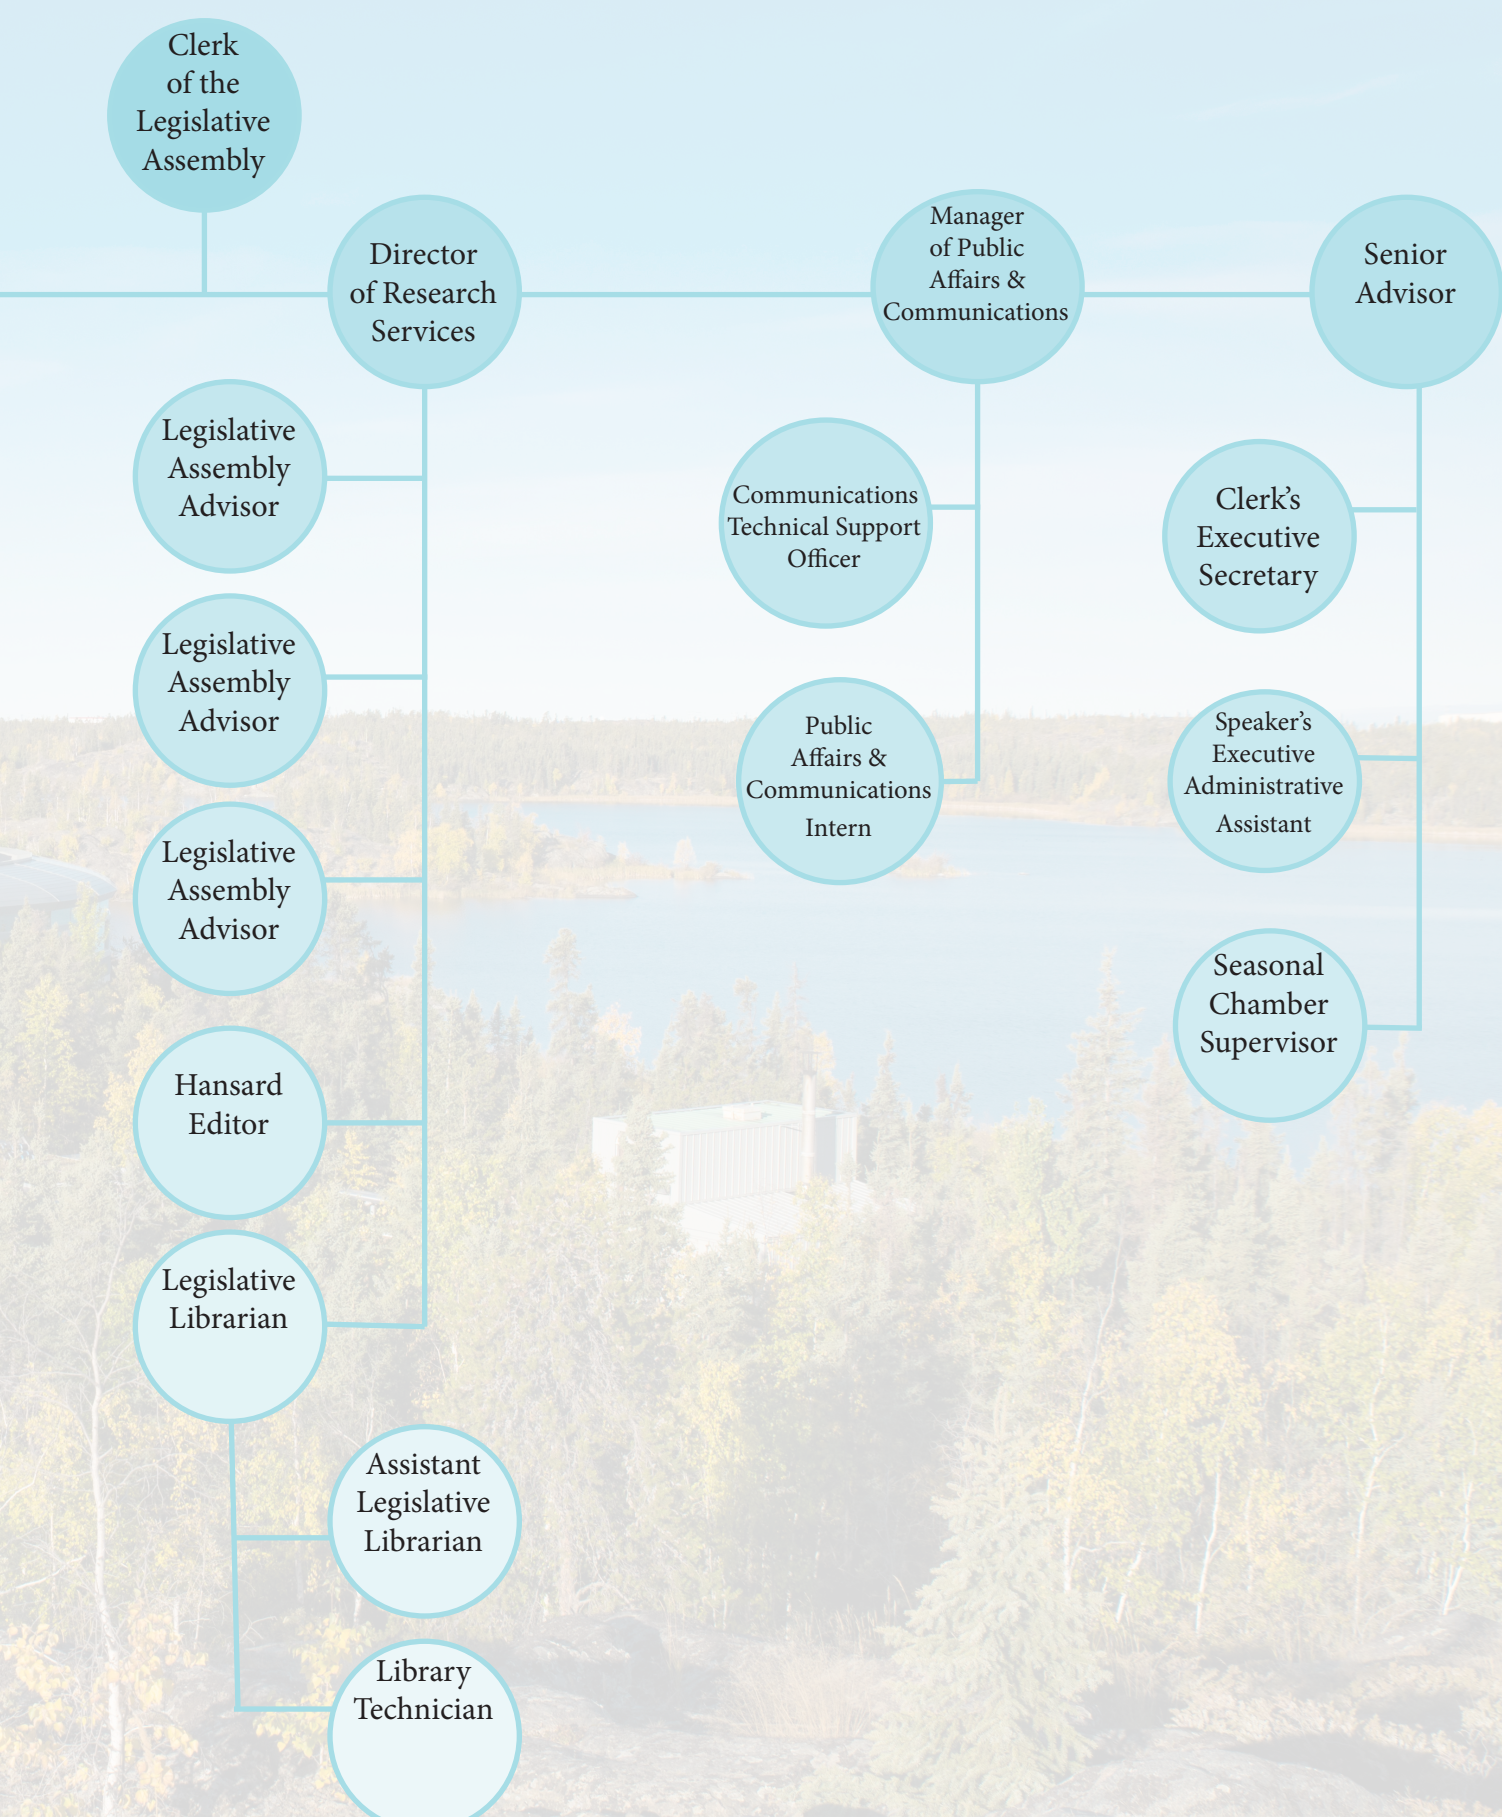 Clerk
of the
Legislative
Assembly
Director
of Research
Services
Manager
of Public
Affairs &
Communications
Senior
Advisor
Legislative
Assembly
Advisor
Communications
Technical Support
Officer
Clerk’s
Executive
Secretary
Legislative
Assembly
Advisor
Public
Affairs &
Communications
Intern
Speaker’s
Executive
Administrative
Assistant
Legislative
Assembly
Advisor
Seasonal
Chamber
Supervisor
Hansard
Editor
Legislative
Librarian
Assistant
Legislative
Librarian
Library
Technician